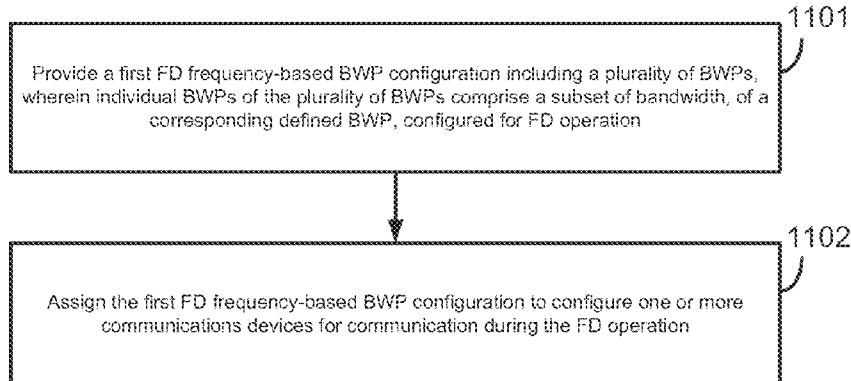 1101
Provide a first FD frequency-based BWP configuration including a plurality of BWPs,
wherein individual BWPs of the plurality of BWPs comprise a subset of bandwidth, of a
corresponding defined BWP, configured for FD operation
1102
Assign the first FD frequency-based BWP configuration to configure one or more
communications devices for communication during the FD operation